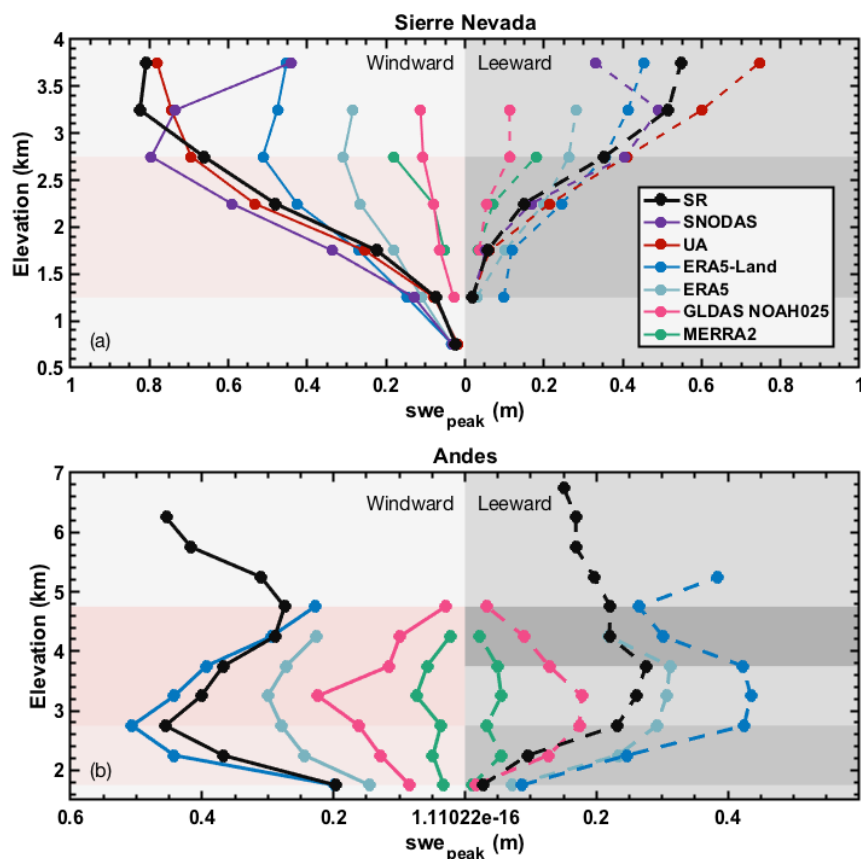 Sierre Nevada
4
3.5
3
2.5
2
1.5
1
0.5
Elevation (km)
Windward
Leeward
SR
SNODAS
UA
ERA5-Land
ERA5
GLDAS NOAH025
MERRA2
(a)
1 0.8 0.6 0.4 0.2 0 0.2 0.4 0.6 0.8 1
swe peak (m)
Andes
7
6
5
4
3
2
Elevation (km)
Windward
Leeward
(b)
0.6 0.4 0.2 1.11022e-16 0.2 0.4
swe peak (m)